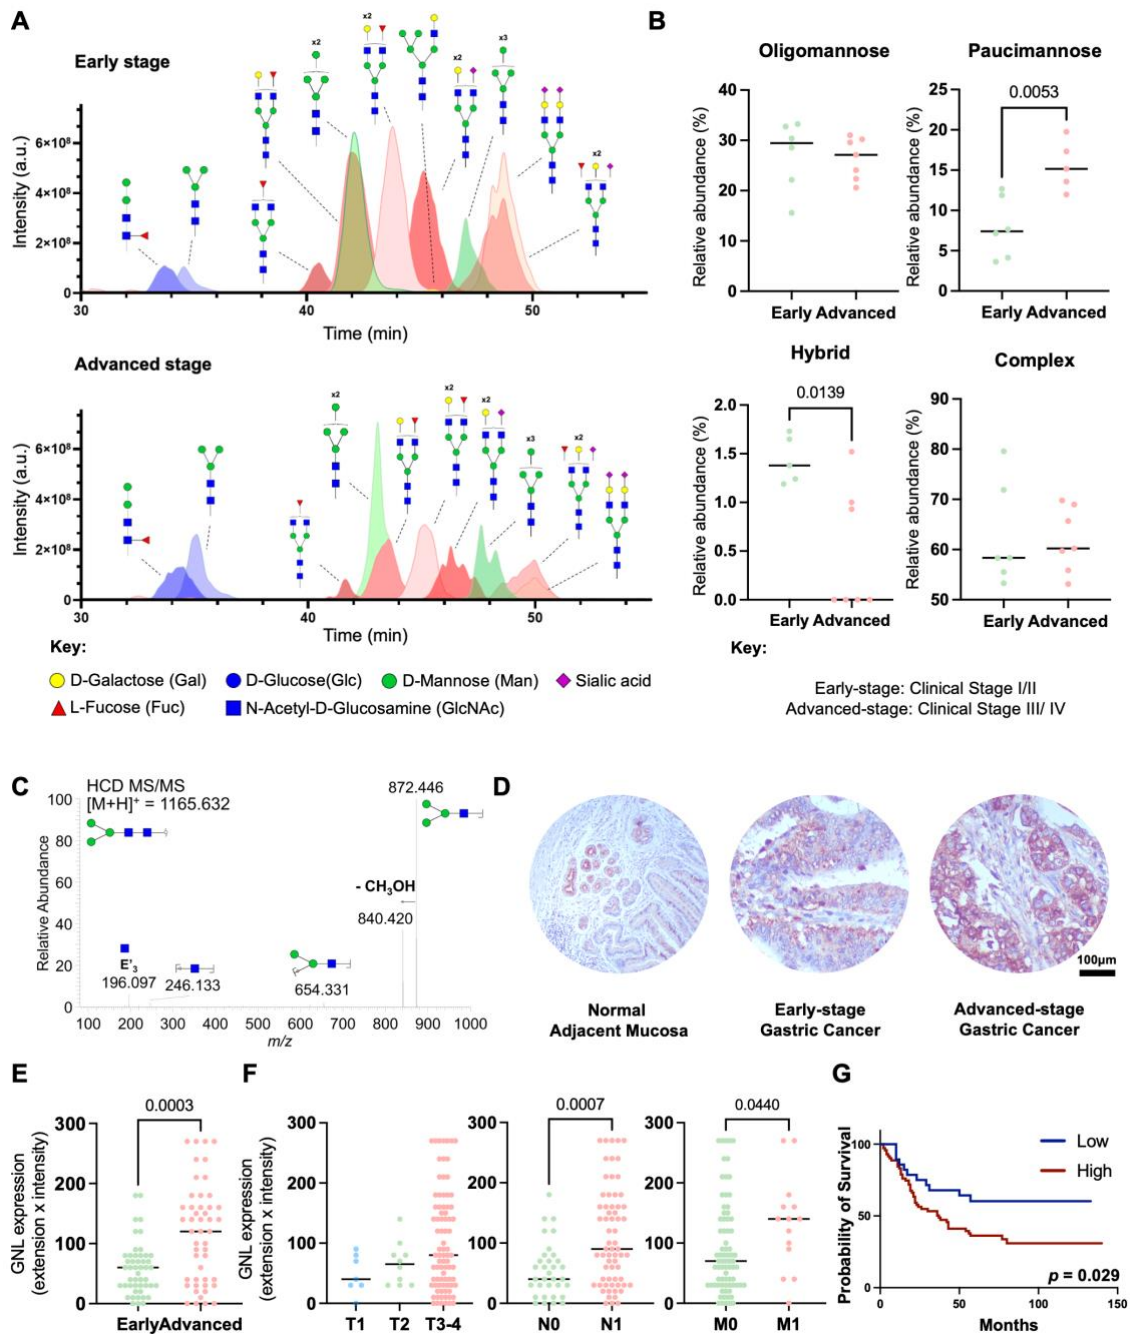 A
Early stage
Intensity (a.u.)
6×10⁸
4×10⁸
2×10⁸
0
30
40
50
Time (min)
x2
x2
x2
x3
x2
Advanced stage
Intensity (a.u.)
6×10⁸
4×10⁸
2×10⁸
0
30
40
50
Time (min)
x2
x2
x2
x3
x2
Key:
D-Galactose (Gal)
D-Glucose(Glc)
D-Mannose (Man)
Sialic acid
L-Fucose (Fuc)
N-Acetyl-D-Glucosamine (GlcNAc)
B
Oligomannose
Relative abundance (%)
40
30
20
10
0
Early Advanced
Paucimannose
Relative abundance (%)
25
20
15
10
5
0
0.0053
Early Advanced
Hybrid
Relative abundance (%)
2.0
1.5
1.0
0.5
0.0
0.0139
Early Advanced
Complex
Relative abundance (%)
90
80
70
60
50
Early Advanced
Key:
Early-stage: Clinical Stage I/II
Advanced-stage: Clinical Stage III/ IV
C
HCD MS/MS
[M+H]⁺ = 1165.632
Relative Abundance
100
80
60
40
20
0
872.446
- CH₃OH
840.420
E'₃
196.097
246.133
654.331
100
200
300
400
500
600
700
800
900
1000
m/z
D
100µm
Normal
Adjacent Mucosa
Early-stage
Gastric Cancer
Advanced-stage
Gastric Cancer
E
GNL expression
(extension x intensity)
300
200
100
0
0.0003
EarlyAdvanced
F
GNL expression
(extension x intensity)
300
200
100
0
T1
T2
T3-4
300
200
100
0
0.0007
N0
N1
300
200
100
0
0.0440
M0
M1
G
Probability of Survival
100
50
0
Low
High
p = 0.029
0
50
100
150
Months